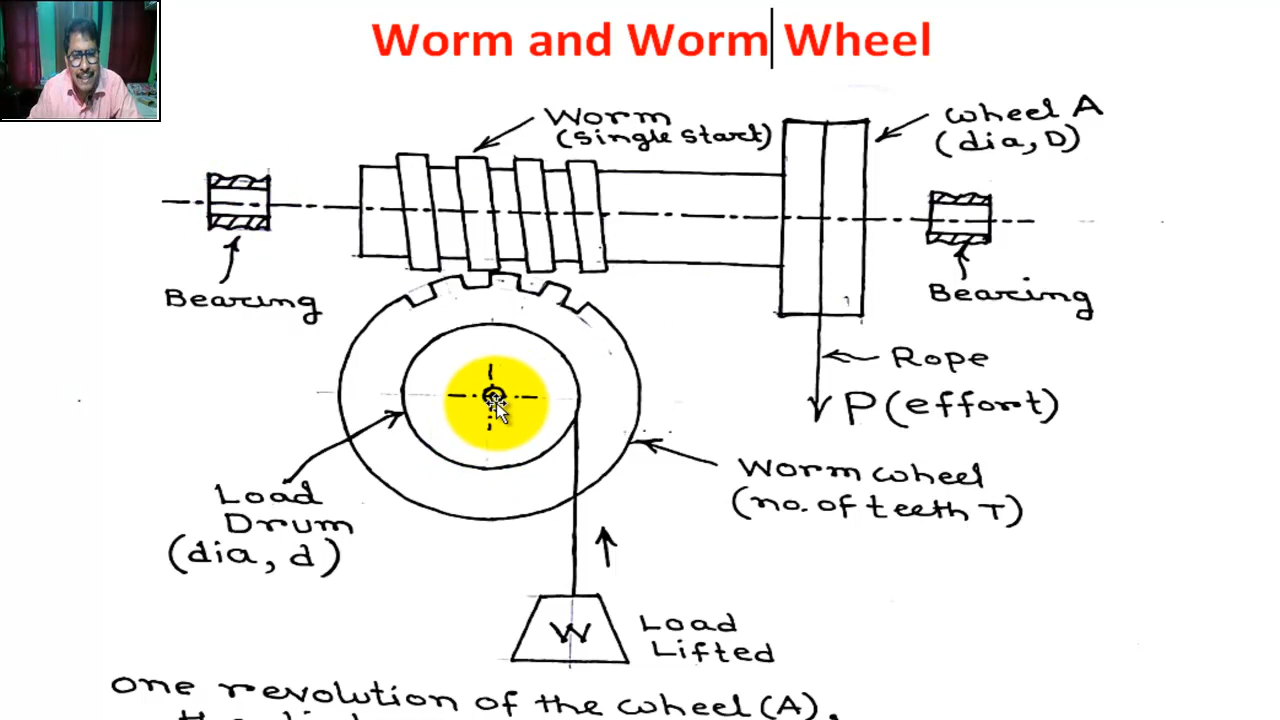 Worm and Worm Wheel
Worm
(single start)
wheel A
(dia, D)
Bearing
Bearing
Rope
P (effort)
Worm wheel
(no. of teeth T)
Load
Drum
(dia, d)
W
Load
Lifted
one revolution of the wheel (A),